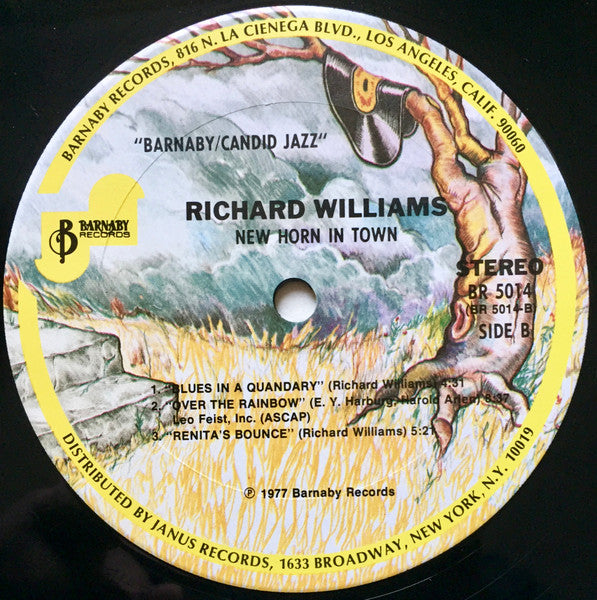 BARNABY RECORDS, 816 N. LA CIENEGA BLVD., LOS ANGELES, CALIF. 90060
"BARNABY/CANDID JAZZ"
B BARNABY
RECORDS
RICHARD WILLIAMS
NEW HORN IN TOWN
STEREO
BR 5014
(BR 5014-B)
SIDE B
1. "BLUES IN A QUANDARY" (Richard Williams) 4:31
2. "OVER THE RAINBOW" (E. Y. Harburg, Harold Arlen) 6:37
Leo Feist, Inc. (ASCAP)
3. "RENITA'S BOUNCE" (Richard Williams) 5:21
℗ 1977 Barnaby Records
DISTRIBUTED BY JANUS RECORDS, 1633 BROADWAY, NEW YORK, N.Y. 10019